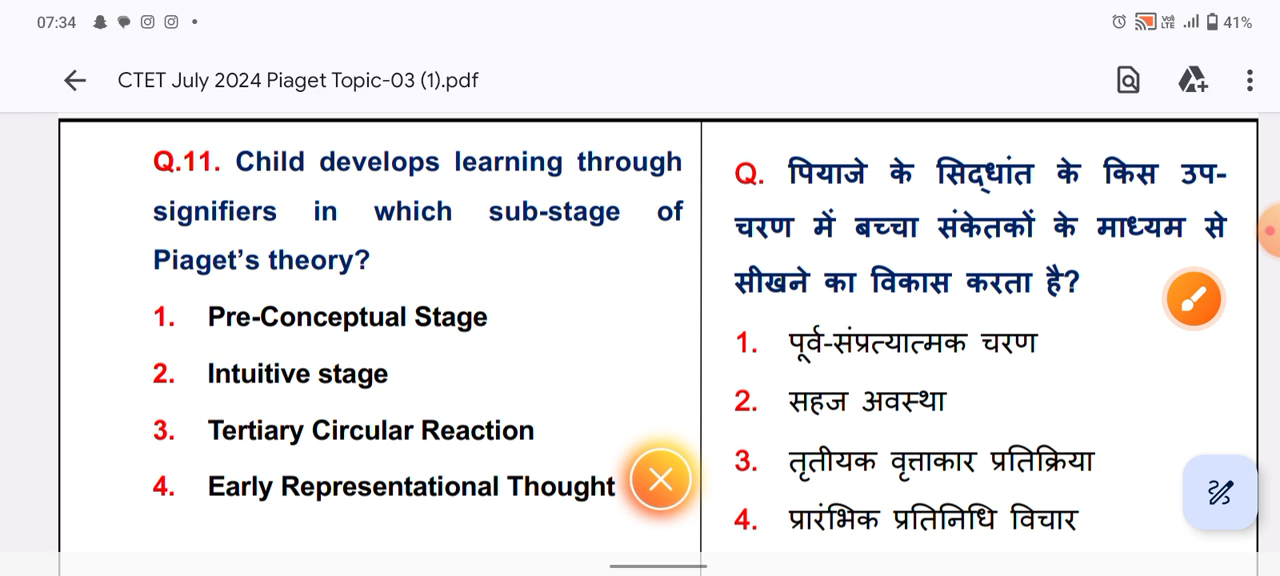 07:34
Vo) LTE 41%
CTET July 2024 Piaget Topic-03 (1).pdf
Q.11. Child develops learning through
signifiers in which sub-stage of
Piaget's theory?
1. Pre-Conceptual Stage
2. Intuitive stage
3. Tertiary Circular Reaction
4. Early Representational Thought
Q. पियाजे के सिद्धांत के किस उप-
चरण में बच्चा संकेतकों के माध्यम से
सीखने का विकास करता है?
1. पूर्व-संप्रत्यात्मक चरण
2. सहज अवस्था
3. तृतीयक वृत्ताकार प्रतिक्रिया
4. प्रारंभिक प्रतिनिधि विचार